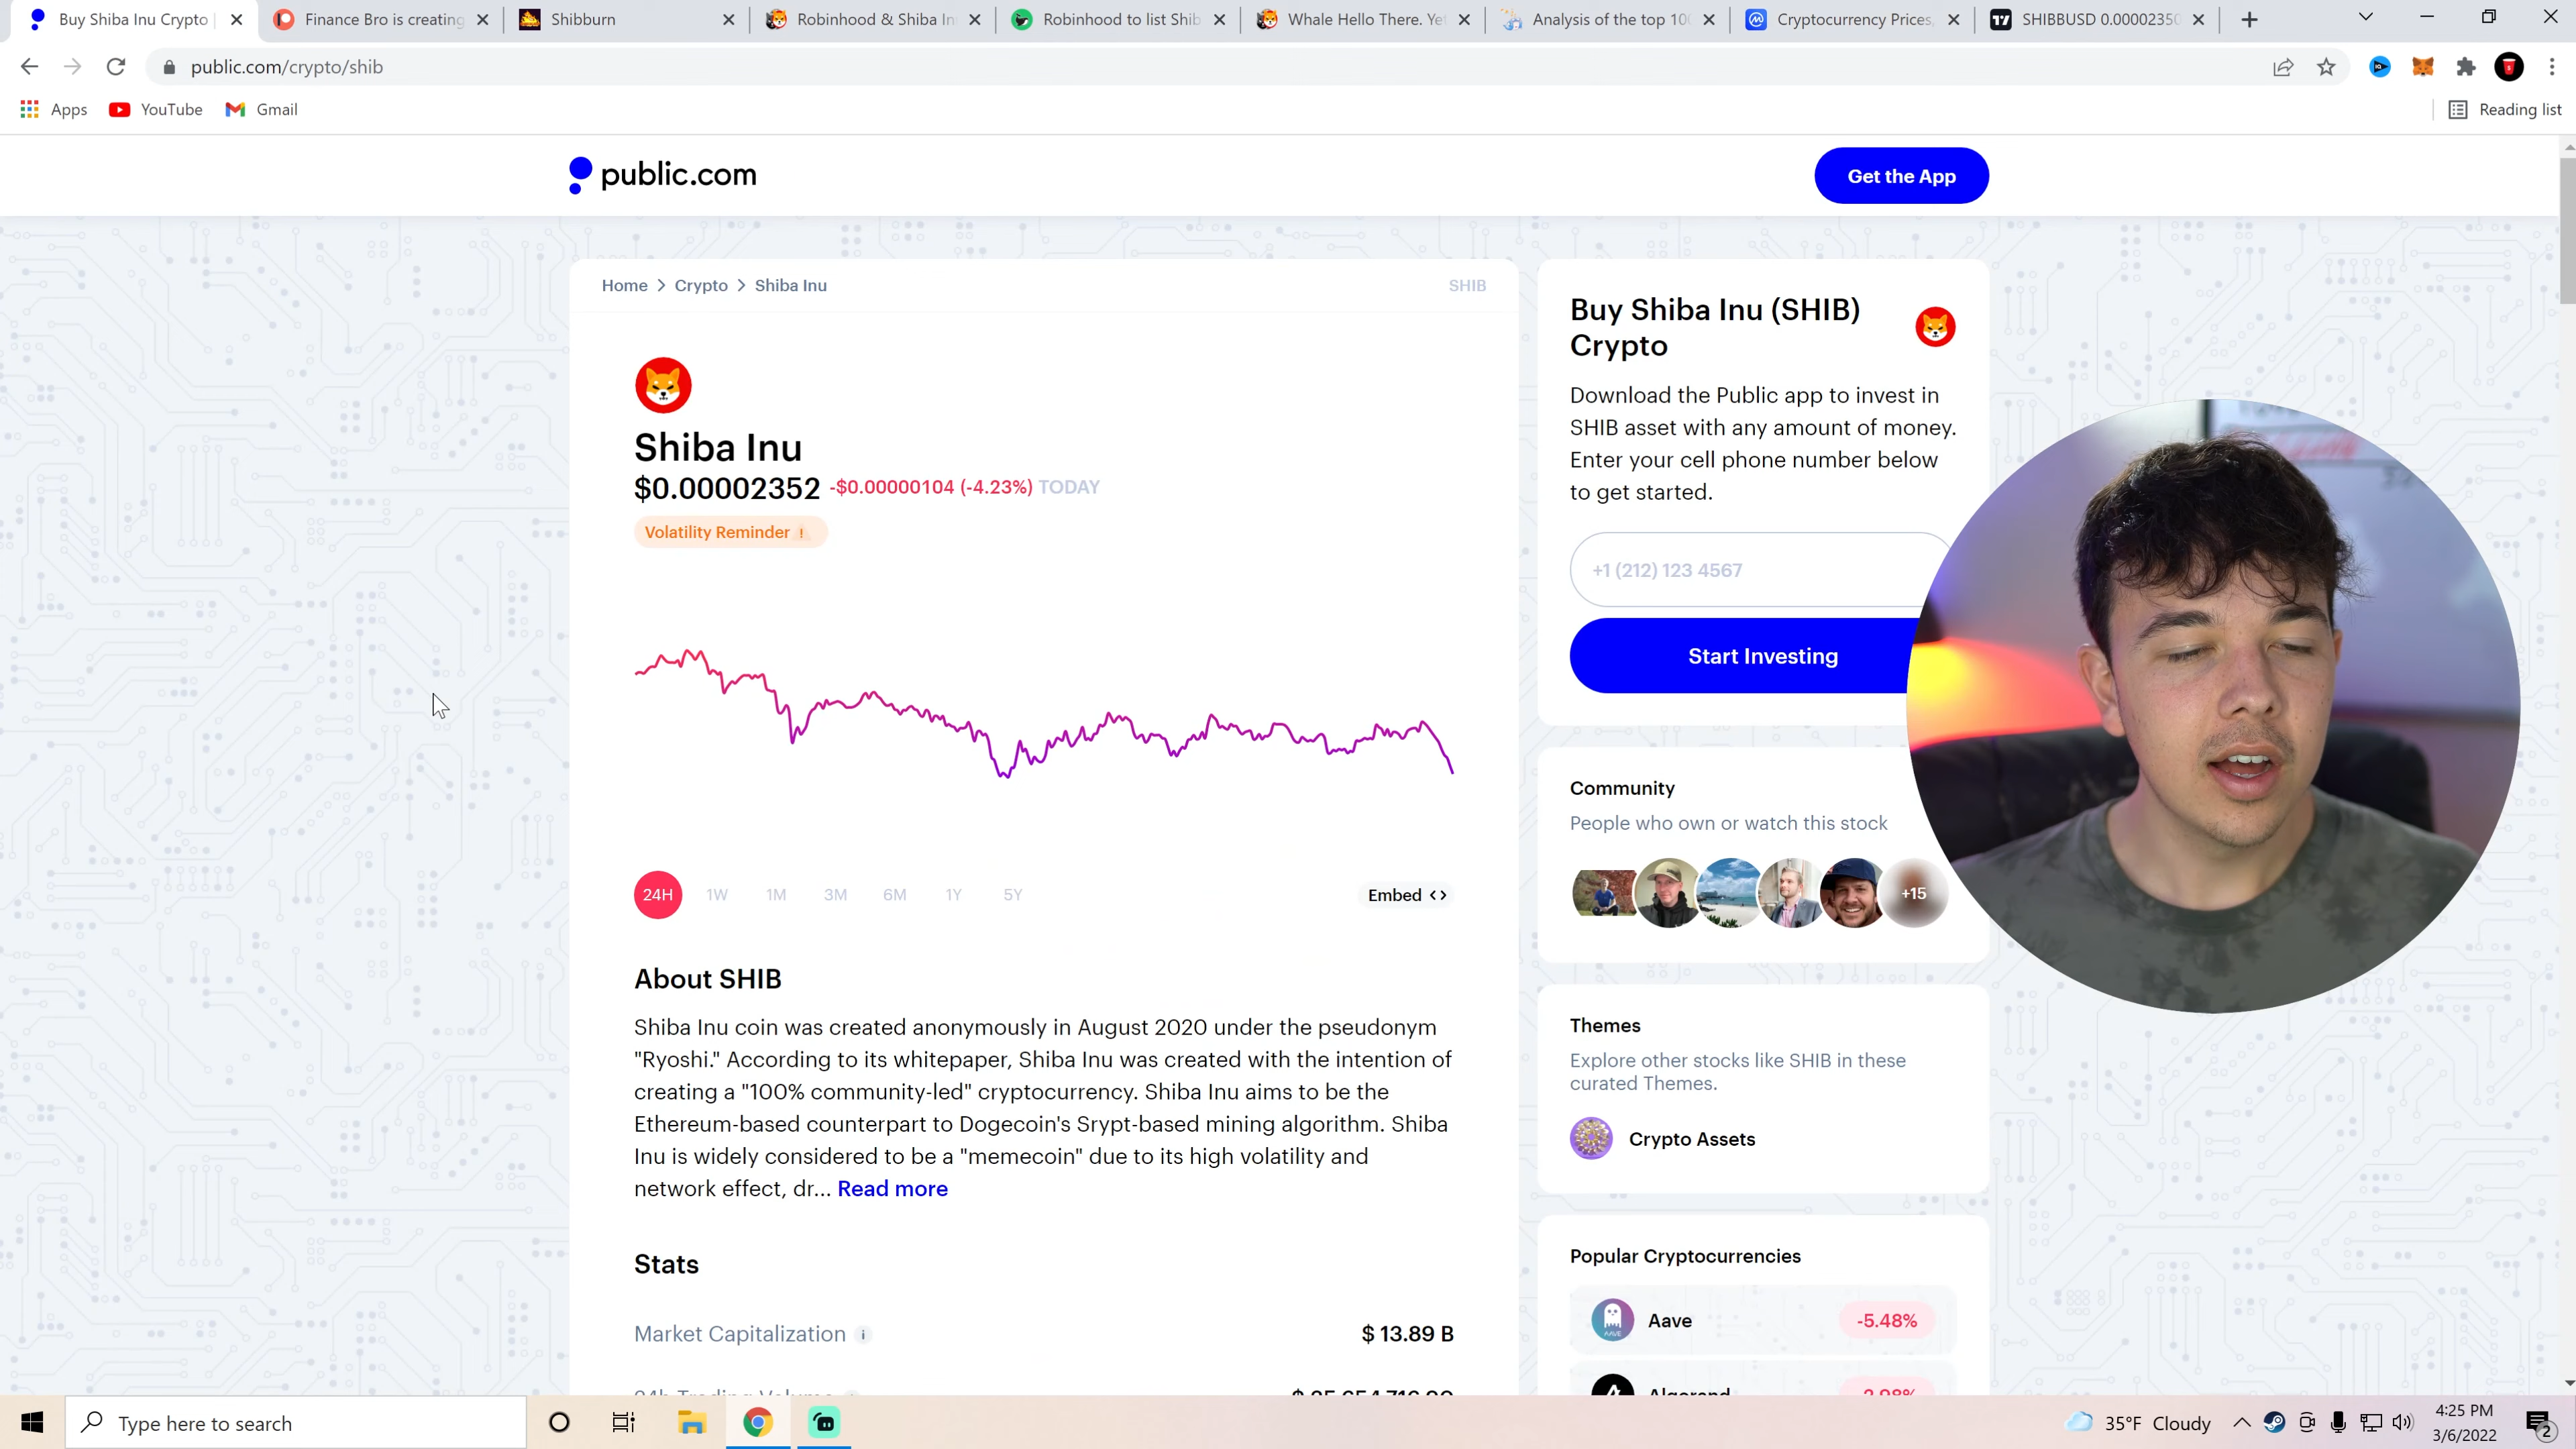 Buy Shiba Inu Crypto
Finance Bro is creating
Shibburn
Robinhood & Shiba In
Robinhood to list Shib
Whale Hello There. Yet
Analysis of the top 100
Cryptocurrency Prices,
SHIBBUSD 0.00002350
public.com/crypto/shib
Apps
YouTube
Gmail
Reading list
public.com
Get the App
Home > Crypto > Shiba Inu
SHIB
Shiba Inu
$0.00002352 -$0.00000104 (-4.23%) TODAY
Volatility Reminder !
24H 1W 1M 3M 6M 1Y 5Y
Embed <>
About SHIB
Shiba Inu coin was created anonymously in August 2020 under the pseudonym
"Ryoshi." According to its whitepaper, Shiba Inu was created with the intention of
creating a "100% community-led" cryptocurrency. Shiba Inu aims to be the
Ethereum-based counterpart to Dogecoin's Srypt-based mining algorithm. Shiba
Inu is widely considered to be a "memecoin" due to its high volatility and
network effect, dr... Read more
Stats
Market Capitalization i
$ 13.89 B
Buy Shiba Inu (SHIB)
Crypto
Download the Public app to invest in
SHIB asset with any amount of money.
Enter your cell phone number below
to get started.
+1 (212) 123 4567
Start Investing
Community
People who own or watch this stock
+15
Themes
Explore other stocks like SHIB in these
curated Themes.
Crypto Assets
Popular Cryptocurrencies
AAVE
Aave
-5.48%
Type here to search
35°F Cloudy
4:25 PM
3/6/2022
2